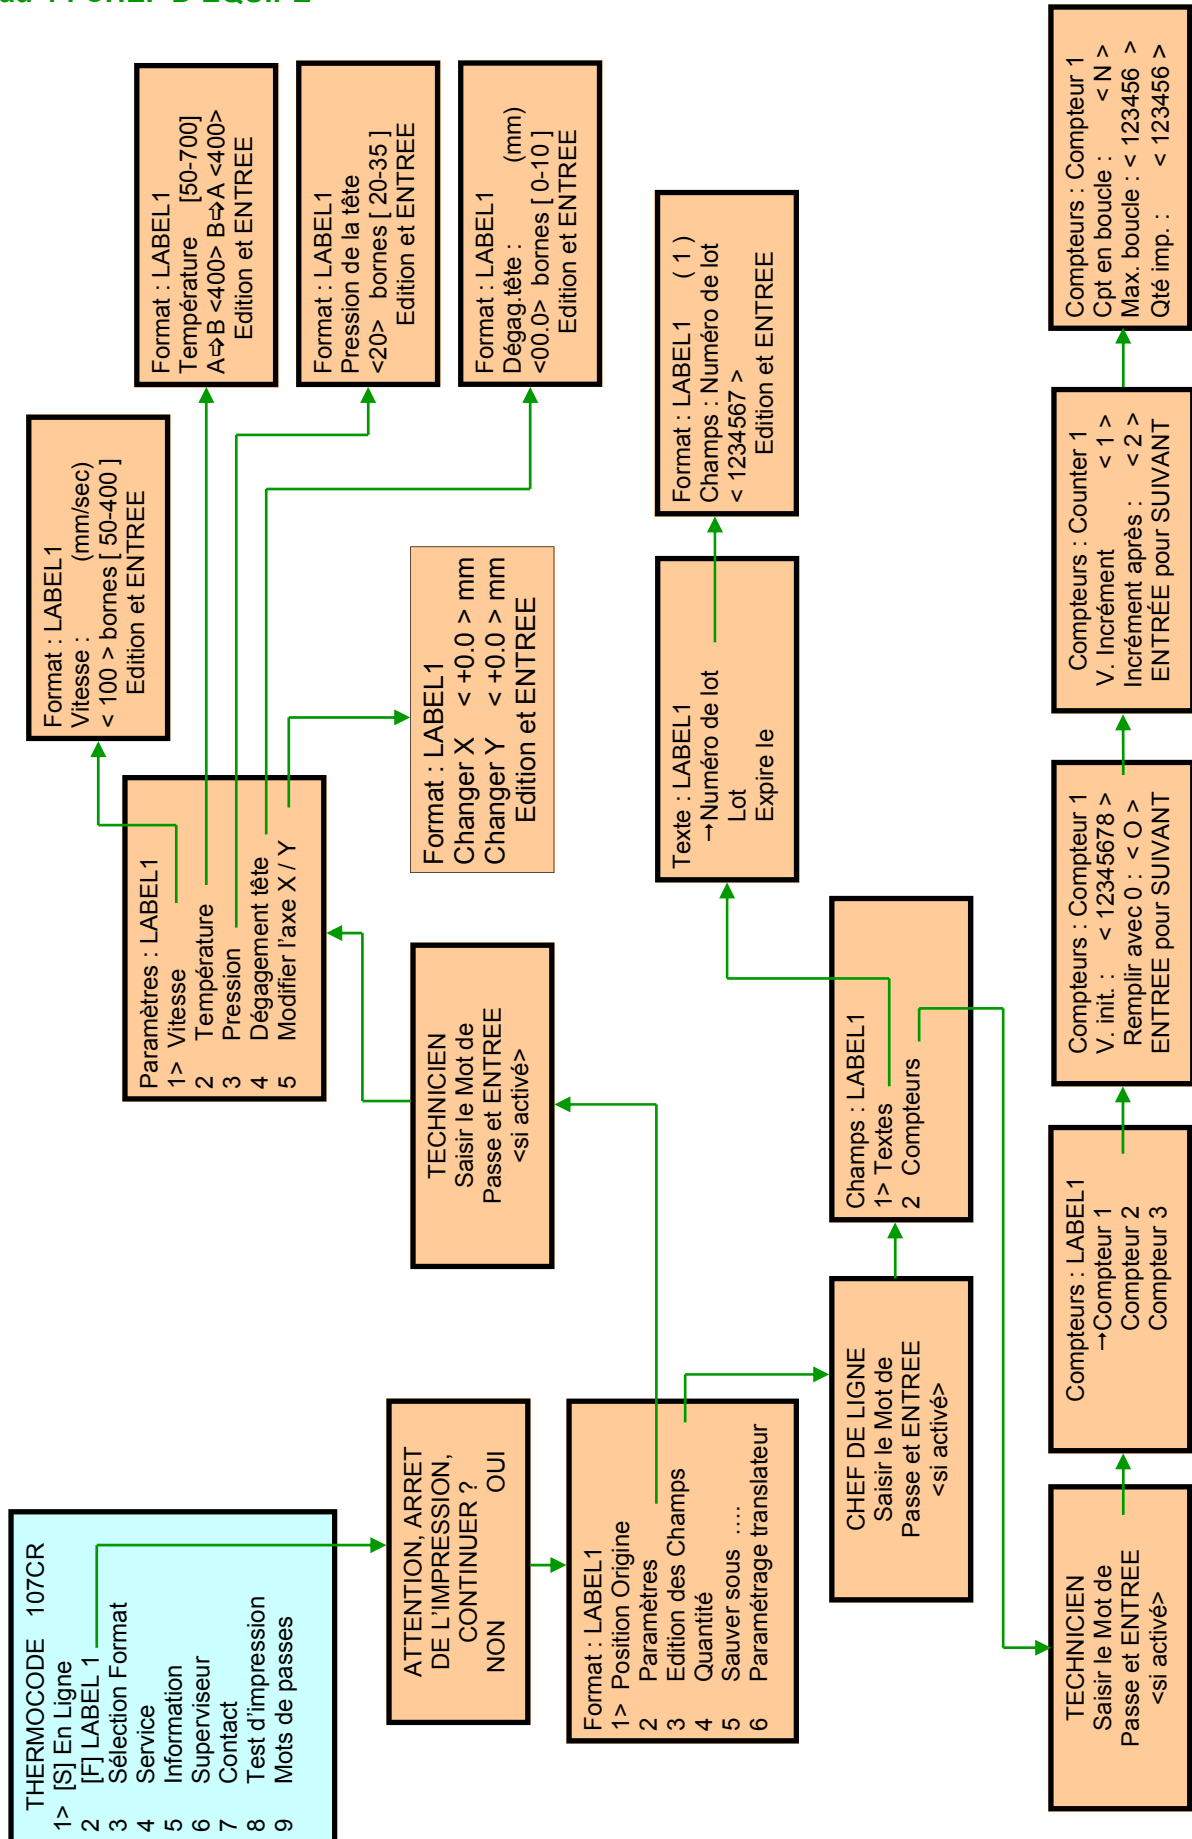 THERMOCODE 107CR
1> [S] En Ligne
2 [F] LABEL 1
3 Sélection Format
4 Service
5 Information
6 Superviseur
7 Contact
8 Test d'impression
9 Mots de passes
ATTENTION, ARRET
DE L'IMPRESSION,
CONTINUER ?
NON OUI
Format : LABEL1
1> Position Origine
2 Paramètres
3 Edition des Champs
4 Quantité
5 Sauver sous ….
6 Paramétrage translateur
TECHNICIEN
Saisir le Mot de
Passe et ENTREE
<si activé>
Paramètres : LABEL1
1> Vitesse
2 Température
3 Pression
4 Dégagement tête
5 Modifier l'axe X / Y
Format : LABEL1
Vitesse : (mm/sec)
< 100 > bornes [ 50-400 ]
Edition et ENTREE
Format : LABEL1
Température [50-700]
A⇨B <400> B⇨A <400>
Edition et ENTREE
Format : LABEL1
Pression de la tête
<20> bornes [ 20-35 ]
Edition et ENTREE
Format : LABEL1
Dégag.tête : (mm)
<00.0> bornes [ 0-10 ]
Edition et ENTREE
Format : LABEL1
Changer X < +0.0 > mm
Changer Y < +0.0 > mm
Edition et ENTREE
CHEF DE LIGNE
Saisir le Mot de
Passe et ENTREE
<si activé>
Champs : LABEL1
1> Textes
2 Compteurs
Texte : LABEL1
→Numéro de lot
Lot
Expire le
Format : LABEL1 ( 1 )
Champs : Numéro de lot
< 1234567 >
Edition et ENTREE
TECHNICIEN
Saisir le Mot de
Passe et ENTREE
<si activé>
Compteurs : LABEL1
→Compteur 1
Compteur 2
Compteur 3
Compteurs : Compteur 1
V. init. : < 12345678 >
Remplir avec 0 : < O >
ENTREE pour SUIVANT
Compteurs : Counter 1
V. Incrément < 1 >
Incrément après : < 2 >
ENTRÉE pour SUIVANT
Compteurs : Compteur 1
Cpt en boucle : < N >
Max. boucle : < 123456 >
Qté imp. : < 123456 >